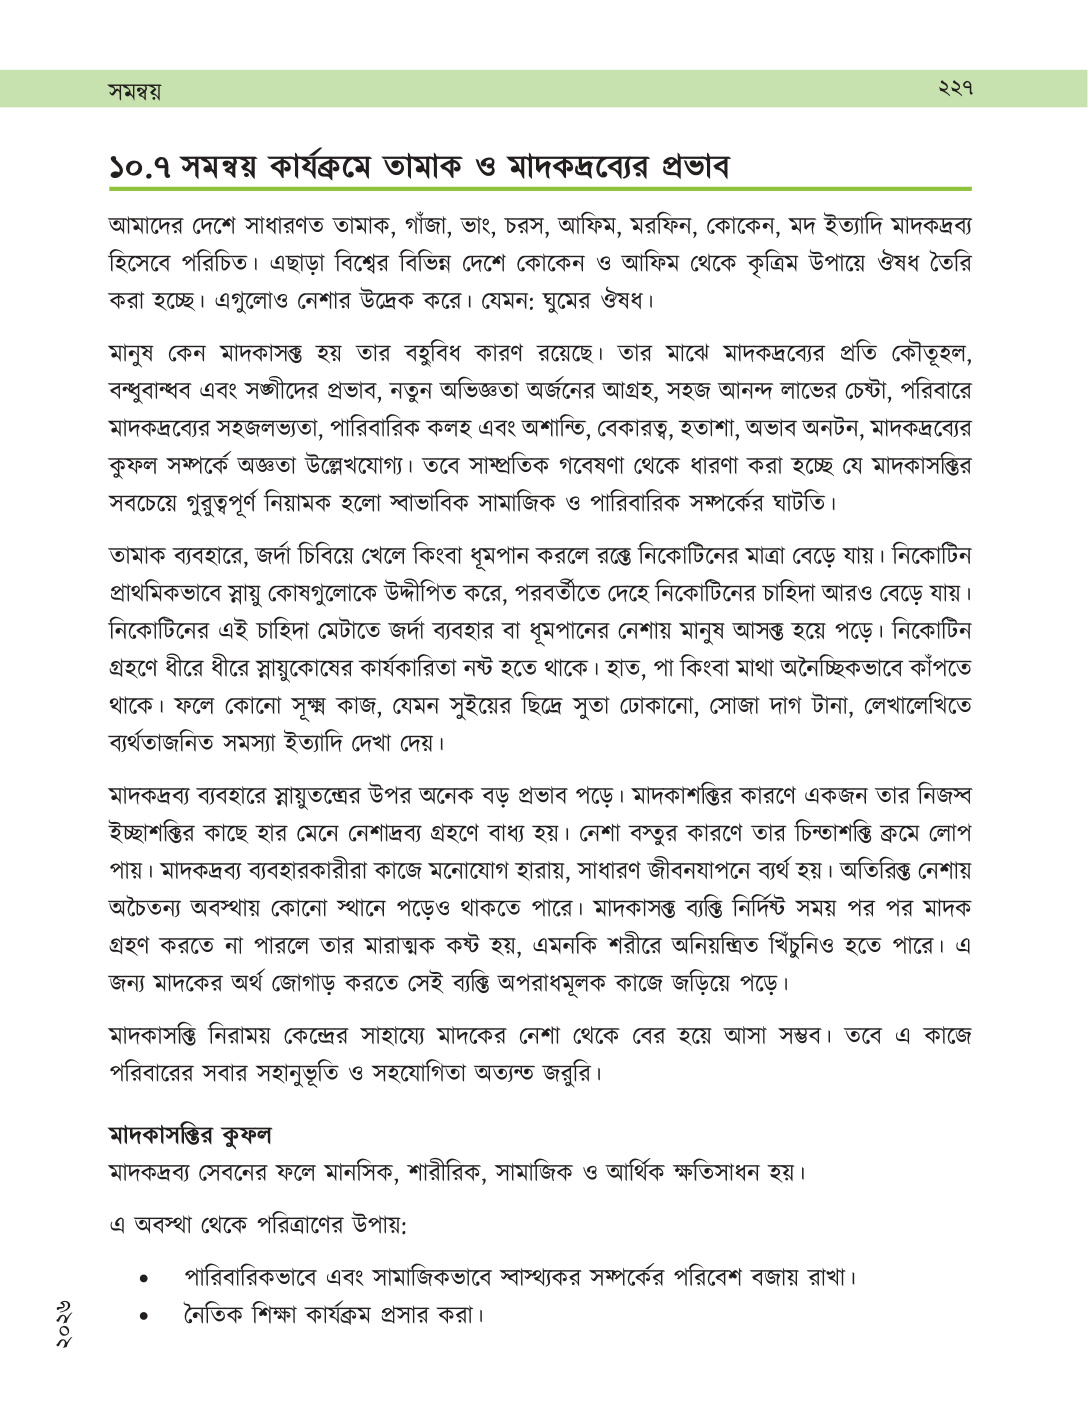 সমন্বয়
২২৭
১০.৭ সমন্বয় কার্যক্রমে তামাক ও মাদকদ্রব্যের প্রভাব
আমাদের দেশে সাধারণত তামাক, গাঁজা, ভাং, চরস, আফিম, মরফিন, কোকেন, মদ ইত্যাদি মাদকদ্রব্য
হিসেবে পরিচিত। এছাড়া বিশ্বের বিভিন্ন দেশে কোকেন ও আফিম থেকে কৃত্রিম উপায়ে ঔষধ তৈরি
করা হচ্ছে। এগুলোও নেশার উদ্রেক করে। যেমন: ঘুমের ঔষধ।
মানুষ কেন মাদকাসক্ত হয় তার বহুবিধ কারণ রয়েছে। তার মাঝে মাদকদ্রব্যের প্রতি কৌতূহল,
বন্ধুবান্ধব এবং সঙ্গীদের প্রভাব, নতুন অভিজ্ঞতা অর্জনের আগ্রহ, সহজ আনন্দ লাভের চেষ্টা, পরিবারে
মাদকদ্রব্যের সহজলভ্যতা, পারিবারিক কলহ এবং অশান্তি, বেকারত্ব, হতাশা, অভাব অনটন, মাদকদ্রব্যের
কুফল সম্পর্কে অজ্ঞতা উল্লেখযোগ্য। তবে সাম্প্রতিক গবেষণা থেকে ধারণা করা হচ্ছে যে মাদকাসক্তির
সবচেয়ে গুরুত্বপূর্ণ নিয়ামক হলো স্বাভাবিক সামাজিক ও পারিবারিক সম্পর্কের ঘাটতি।
তামাক ব্যবহারে, জর্দা চিবিয়ে খেলে কিংবা ধূমপান করলে রক্তে নিকোটিনের মাত্রা বেড়ে যায়। নিকোটিন
প্রাথমিকভাবে স্নায়ু কোষগুলোকে উদ্দীপিত করে, পরবর্তীতে দেহে নিকোটিনের চাহিদা আরও বেড়ে যায়।
নিকোটিনের এই চাহিদা মেটাতে জর্দা ব্যবহার বা ধূমপানের নেশায় মানুষ আসক্ত হয়ে পড়ে। নিকোটিন
গ্রহণে ধীরে ধীরে স্নায়ুকোষের কার্যকারিতা নষ্ট হতে থাকে। হাত, পা কিংবা মাথা অনৈচ্ছিকভাবে কাঁপতে
থাকে। ফলে কোনো সূক্ষ্ম কাজ, যেমন সুইয়ের ছিদ্রে সুতা ঢোকানো, সোজা দাগ টানা, লেখালেখিতে
ব্যর্থতাজনিত সমস্যা ইত্যাদি দেখা দেয়।
মাদকদ্রব্য ব্যবহারে স্নায়ুতন্ত্রের উপর অনেক বড় প্রভাব পড়ে। মাদকাশক্তির কারণে একজন তার নিজস্ব
ইচ্ছাশক্তির কাছে হার মেনে নেশাদ্রব্য গ্রহণে বাধ্য হয়। নেশা বস্তুর কারণে তার চিন্তাশক্তি ক্রমে লোপ
পায়। মাদকদ্রব্য ব্যবহারকারীরা কাজে মনোযোগ হারায়, সাধারণ জীবনযাপনে ব্যর্থ হয়। অতিরিক্ত নেশায়
অচৈতন্য অবস্থায় কোনো স্থানে পড়েও থাকতে পারে। মাদকাসক্ত ব্যক্তি নির্দিষ্ট সময় পর পর মাদক
গ্রহণ করতে না পারলে তার মারাত্মক কষ্ট হয়, এমনকি শরীরে অনিয়ন্ত্রিত খিঁচুনিও হতে পারে। এ
জন্য মাদকের অর্থ জোগাড় করতে সেই ব্যক্তি অপরাধমূলক কাজে জড়িয়ে পড়ে।
মাদকাসক্তি নিরাময় কেন্দ্রের সাহায্যে মাদকের নেশা থেকে বের হয়ে আসা সম্ভব। তবে এ কাজে
পরিবারের সবার সহানুভূতি ও সহযোগিতা অত্যন্ত জরুরি।
মাদকাসক্তির কুফল
মাদকদ্রব্য সেবনের ফলে মানসিক, শারীরিক, সামাজিক ও আর্থিক ক্ষতিসাধন হয়।
এ অবস্থা থেকে পরিত্রাণের উপায়:
• পারিবারিকভাবে এবং সামাজিকভাবে স্বাস্থ্যকর সম্পর্কের পরিবেশ বজায় রাখা।
• নৈতিক শিক্ষা কার্যক্রম প্রসার করা।
২০২৬